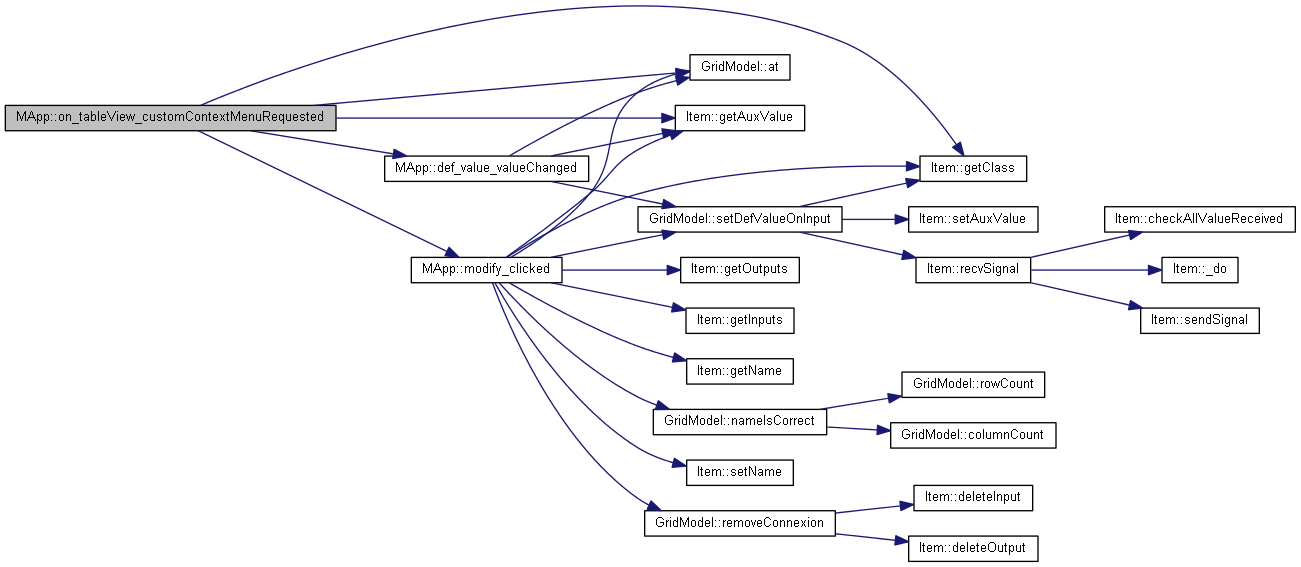 MApp::on_tableView_customContextMenuRequested
GridModel::at
Item::getAuxValue
MApp::def_value_valueChanged
Item::getClass
GridModel::setDefValueOnInput
Item::setAuxValue
Item::checkAllValueReceived
MApp::modify_clicked
Item::getOutputs
Item::recvSignal
Item::_do
Item::getInputs
Item::sendSignal
Item::getName
GridModel::rowCount
GridModel::nameIsCorrect
GridModel::columnCount
Item::setName
GridModel::removeConnexion
Item::deleteInput
Item::deleteOutput